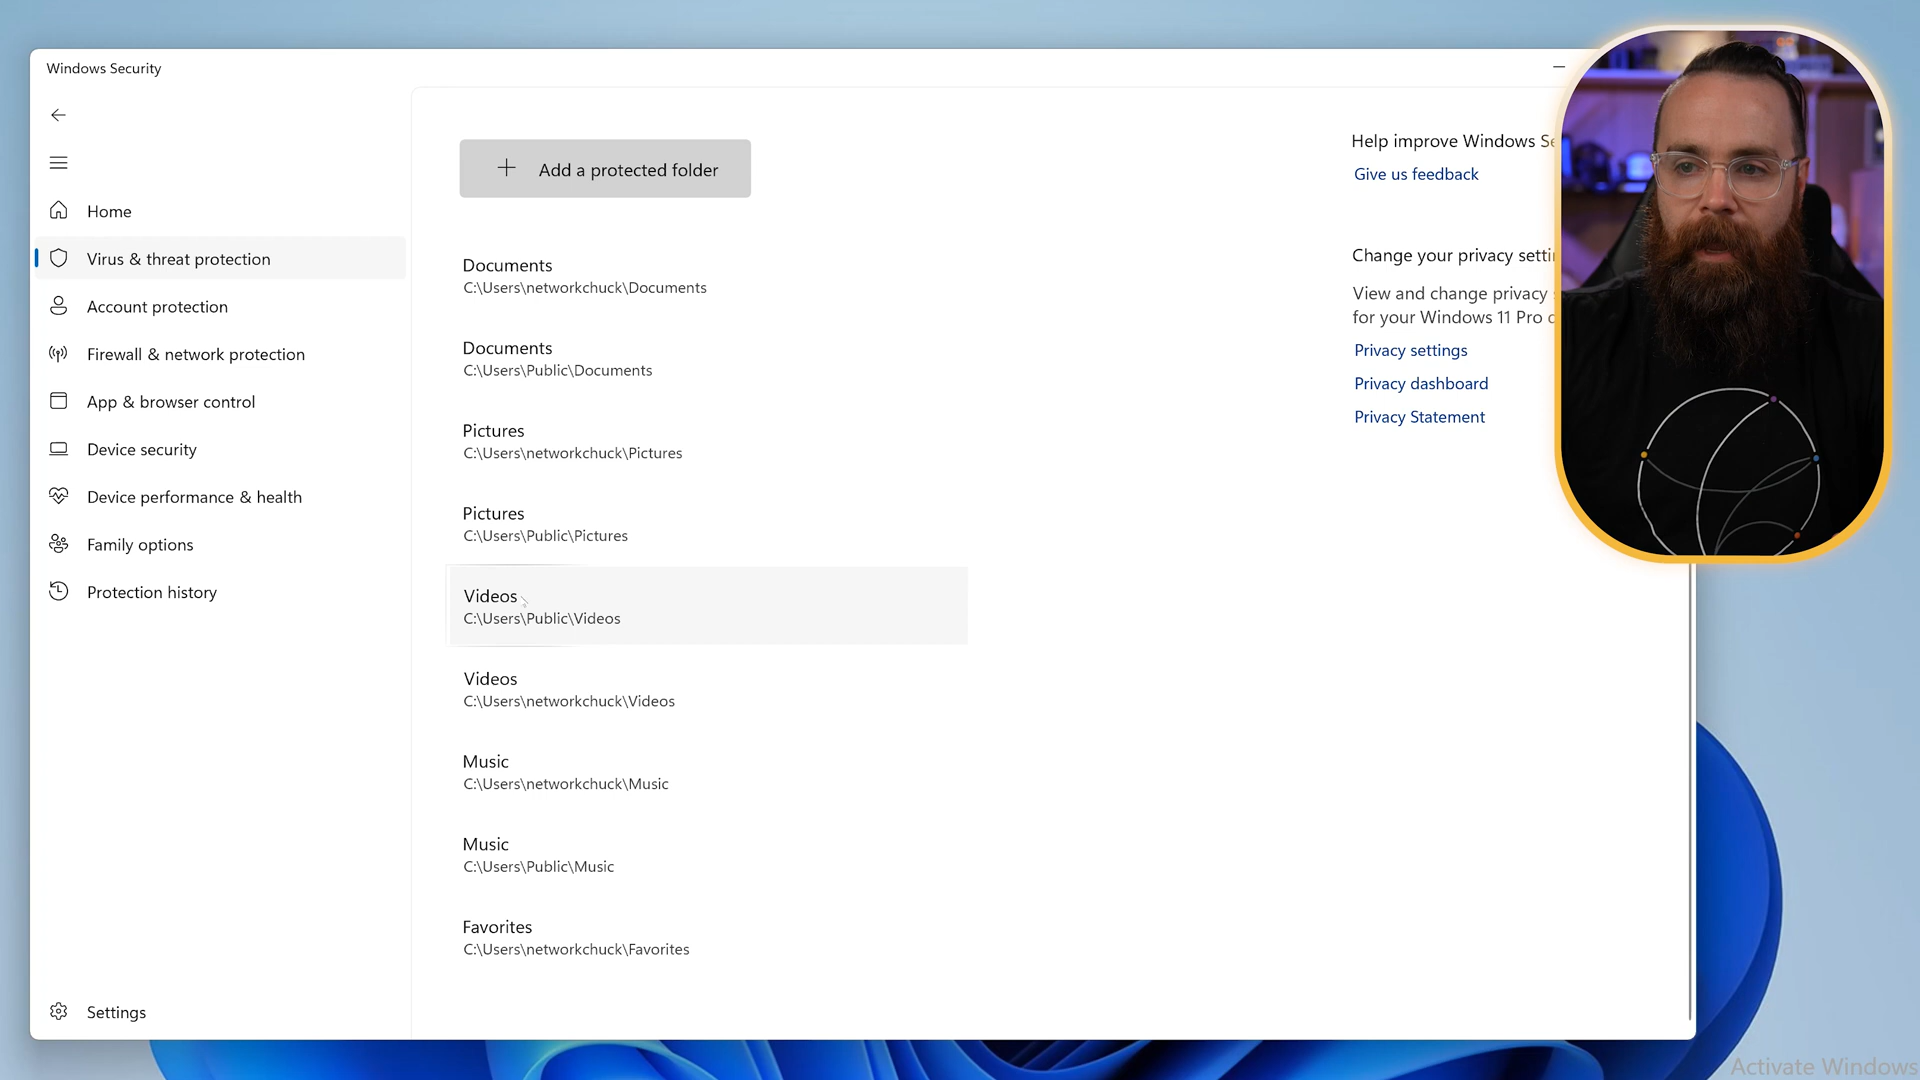 Windows Security
Home
Virus & threat protection
Account protection
Firewall & network protection
App & browser control
Device security
Device performance & health
Family options
Protection history
Settings
Add a protected folder
Documents
C:\Users\networkchuck\Documents
Documents
C:\Users\Public\Documents
Pictures
C:\Users\networkchuck\Pictures
Pictures
C:\Users\Public\Pictures
Videos
C:\Users\Public\Videos
Videos
C:\Users\networkchuck\Videos
Music
C:\Users\networkchuck\Music
Music
C:\Users\Public\Music
Favorites
C:\Users\networkchuck\Favorites
Help improve Windows Se
Give us feedback
Change your privacy setti
View and change privacy
for your Windows 11 Pro
Privacy settings
Privacy dashboard
Privacy Statement
Activate Windows